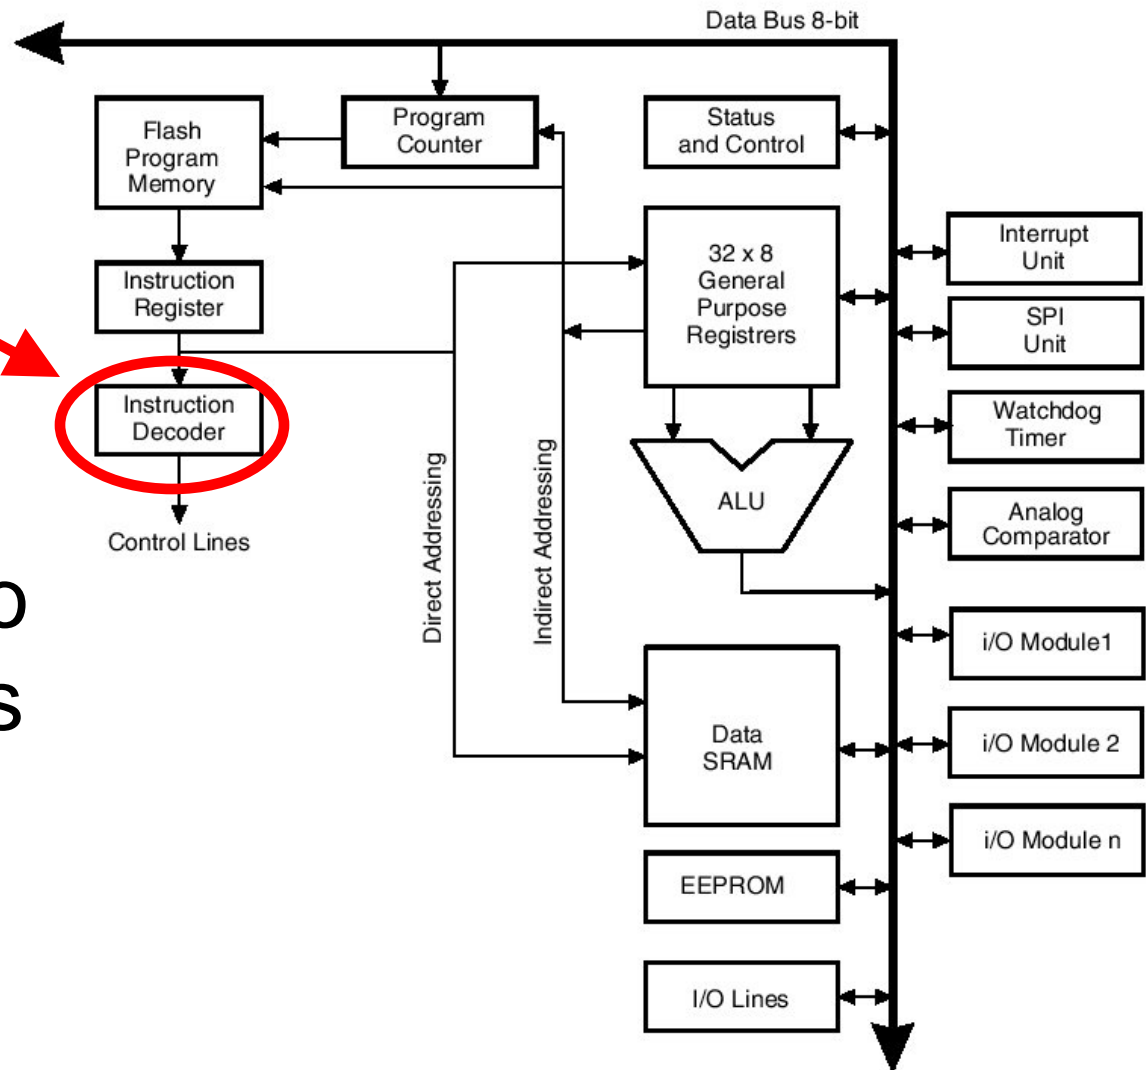 Data Bus 8-bit
Flash
Program
Memory
Program
Counter
Status
and Control
Instruction
Register
32 x 8
General
Purpose
Registrers
Interrupt
Unit
SPI
Unit
Instruction
Decoder
Watchdog
Timer
Control Lines
Direct Addressing
Indirect Addressing
ALU
Analog
Comparator
o
s
i/O Module1
Data
SRAM
i/O Module 2
i/O Module n
EEPROM
I/O Lines